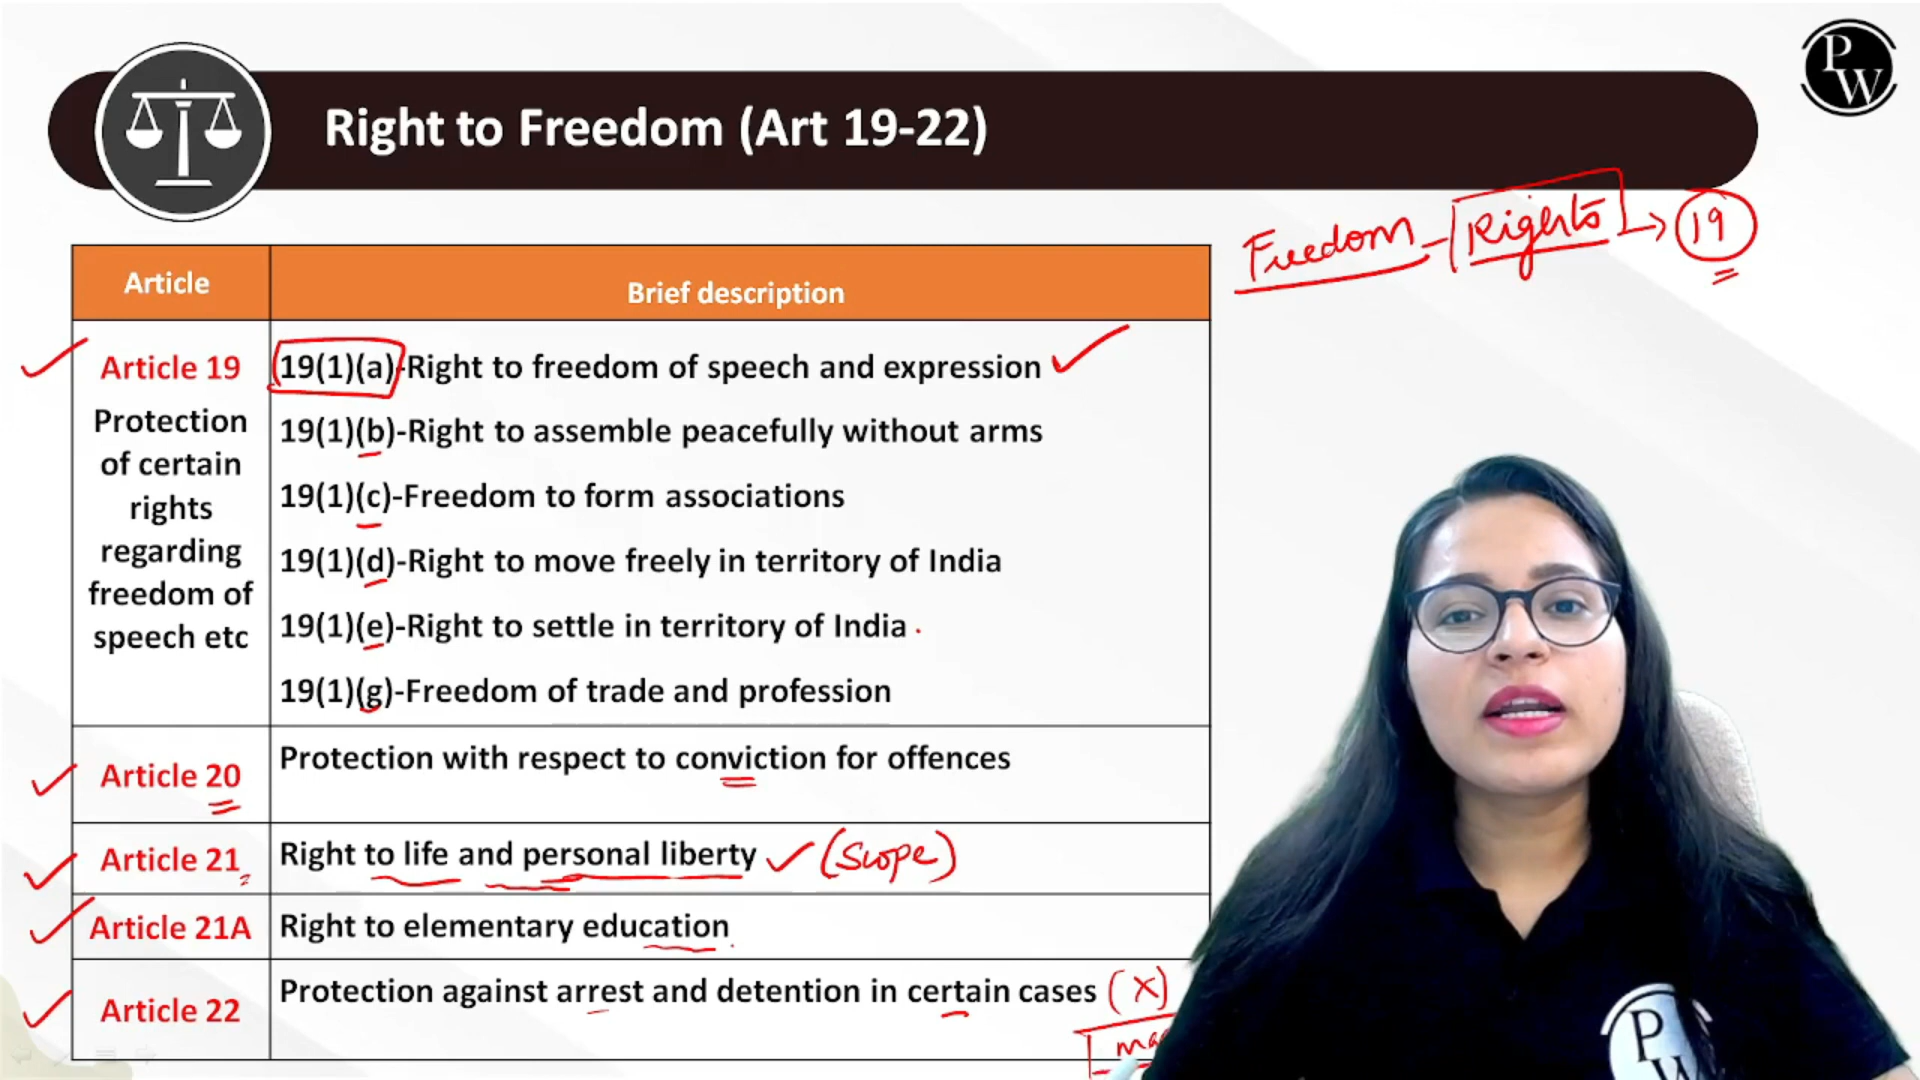 PW
Right to Freedom (Art 19-22)
Freedom - Rights → 19
Article
Brief description
Article 19
Protection
of certain
rights
regarding
freedom of
speech etc
19(1)(a)-Right to freedom of speech and expression
19(1)(b)-Right to assemble peacefully without arms
19(1)(c)-Freedom to form associations
19(1)(d)-Right to move freely in territory of India
19(1)(e)-Right to settle in territory of India
19(1)(g)-Freedom of trade and profession
Article 20
Protection with respect to conviction for offences
Article 21
Right to life and personal liberty (Scope)
Article 21A
Right to elementary education
Article 22
Protection against arrest and detention in certain cases (X)
PW